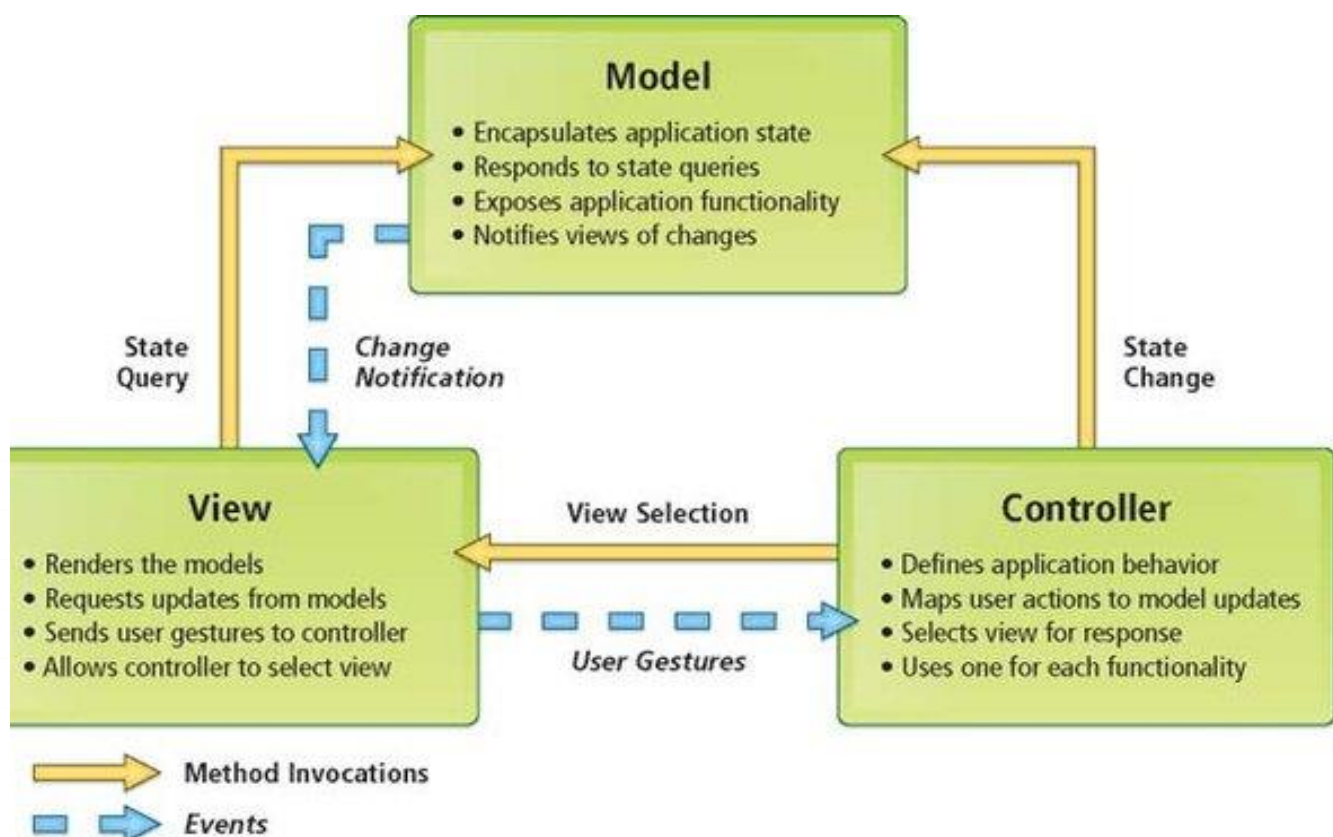 Model
• Encapsulates application state
• Responds to state queries
• Exposes application functionality
• Notifies views of changes
State
Query
Change
Notification
State
Change
View
• Renders the models
• Requests updates from models
• Sends user gestures to controller
• Allows controller to select view
View Selection
User Gestures
Controller
• Defines application behavior
• Maps user actions to model updates
• Selects view for response
• Uses one for each functionality
Method Invocations
Events